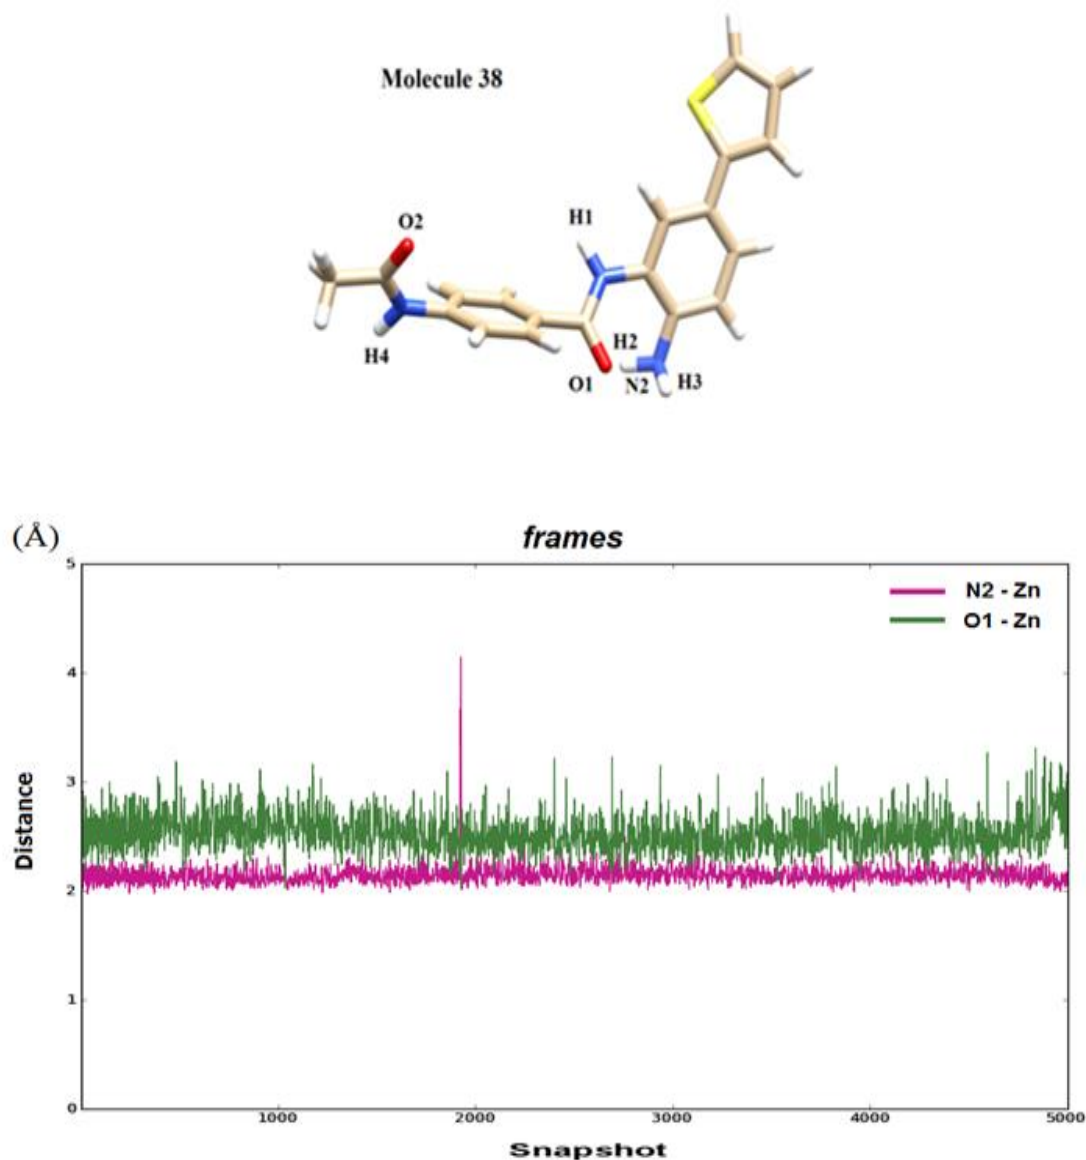 Molecule 38
O2
H1
H4
H2
O1
N2
H3
(Å)
frames
5
N2 - Zn
O1 - Zn
4
3
Distance
2
1
0
1000
2000
3000
4000
5000
Snapshot